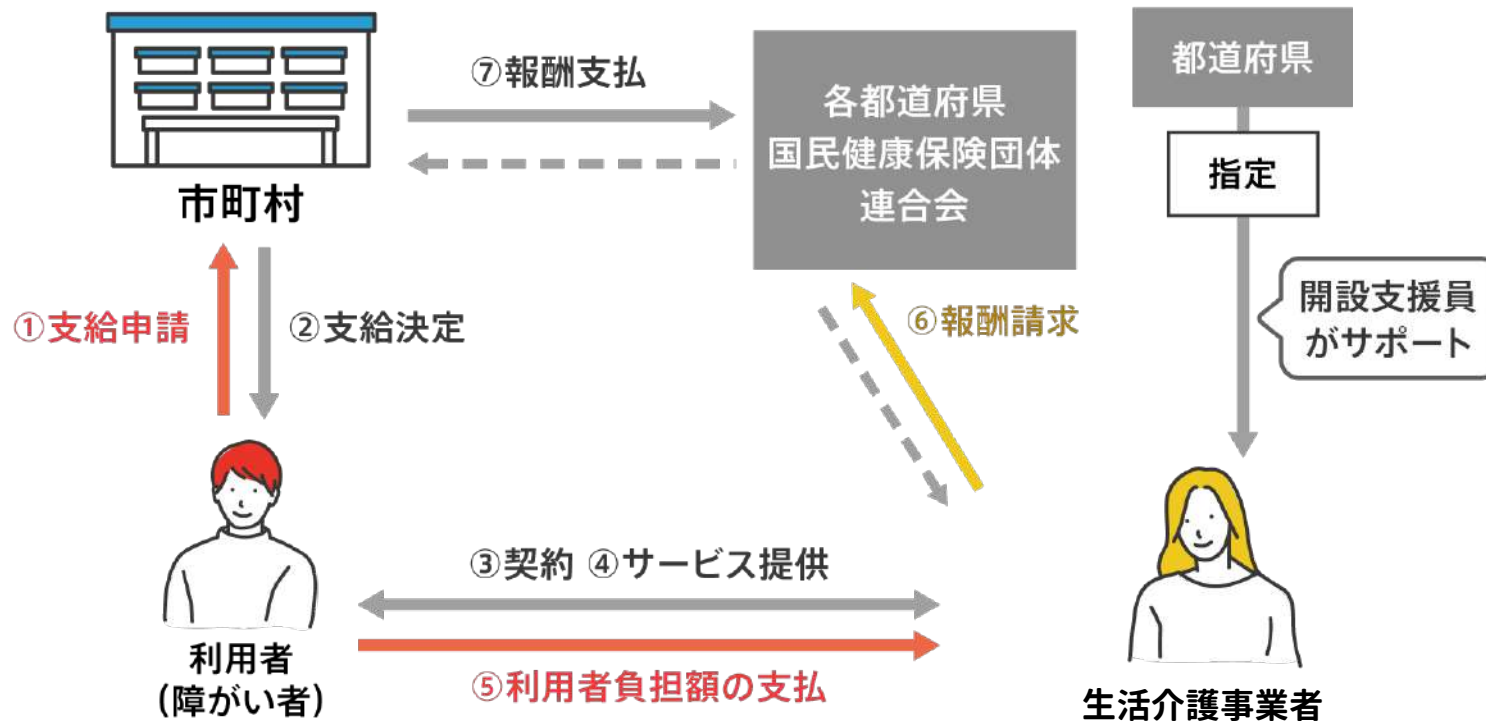 ⑦報酬支払
各都道府県
国民健康保険団体
連合会
都道府県
指定
市町村
①支給申請
②支給決定
⑥報酬請求
開設支援員
がサポート
③契約 ④サービス提供
⑤利用者負担額の支払
利用者
(障がい者)
生活介護事業者